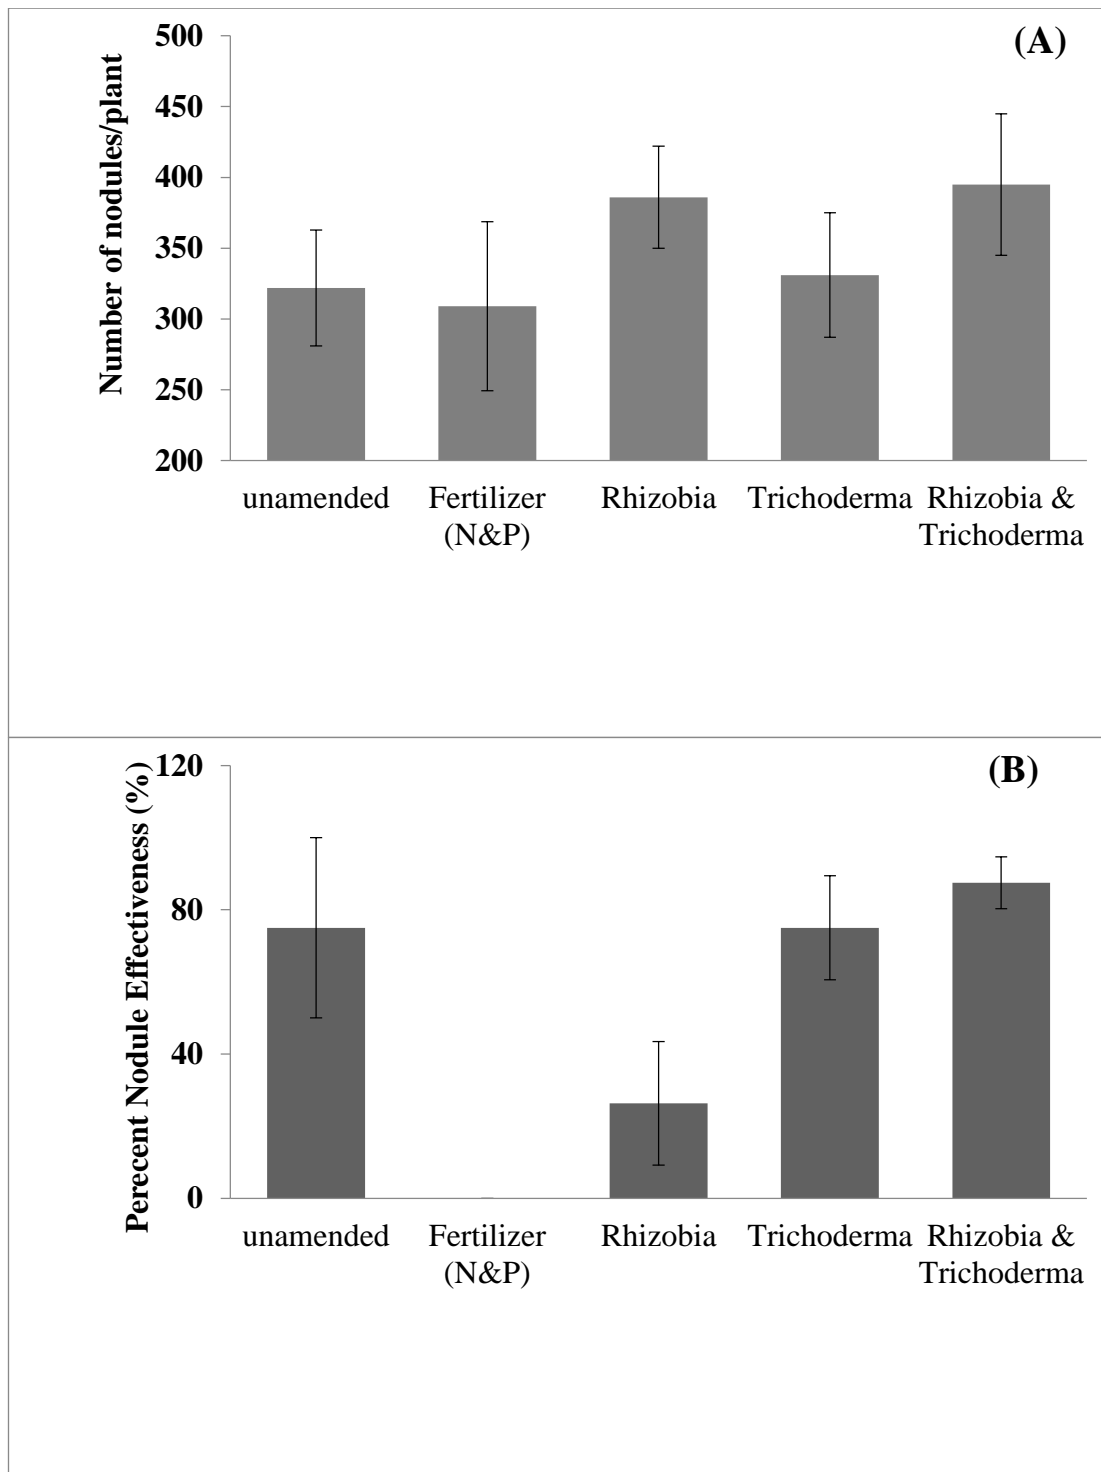 (A)
Number of nodules/plant
500
450
400
350
300
250
200
unamended
Fertilizer
(N&P)
Rhizobia
Trichoderma
Rhizobia &
Trichoderma
(B)
Perecent Nodule Effectiveness (%)
120
80
40
0
unamended
Fertilizer
(N&P)
Rhizobia
Trichoderma
Rhizobia &
Trichoderma